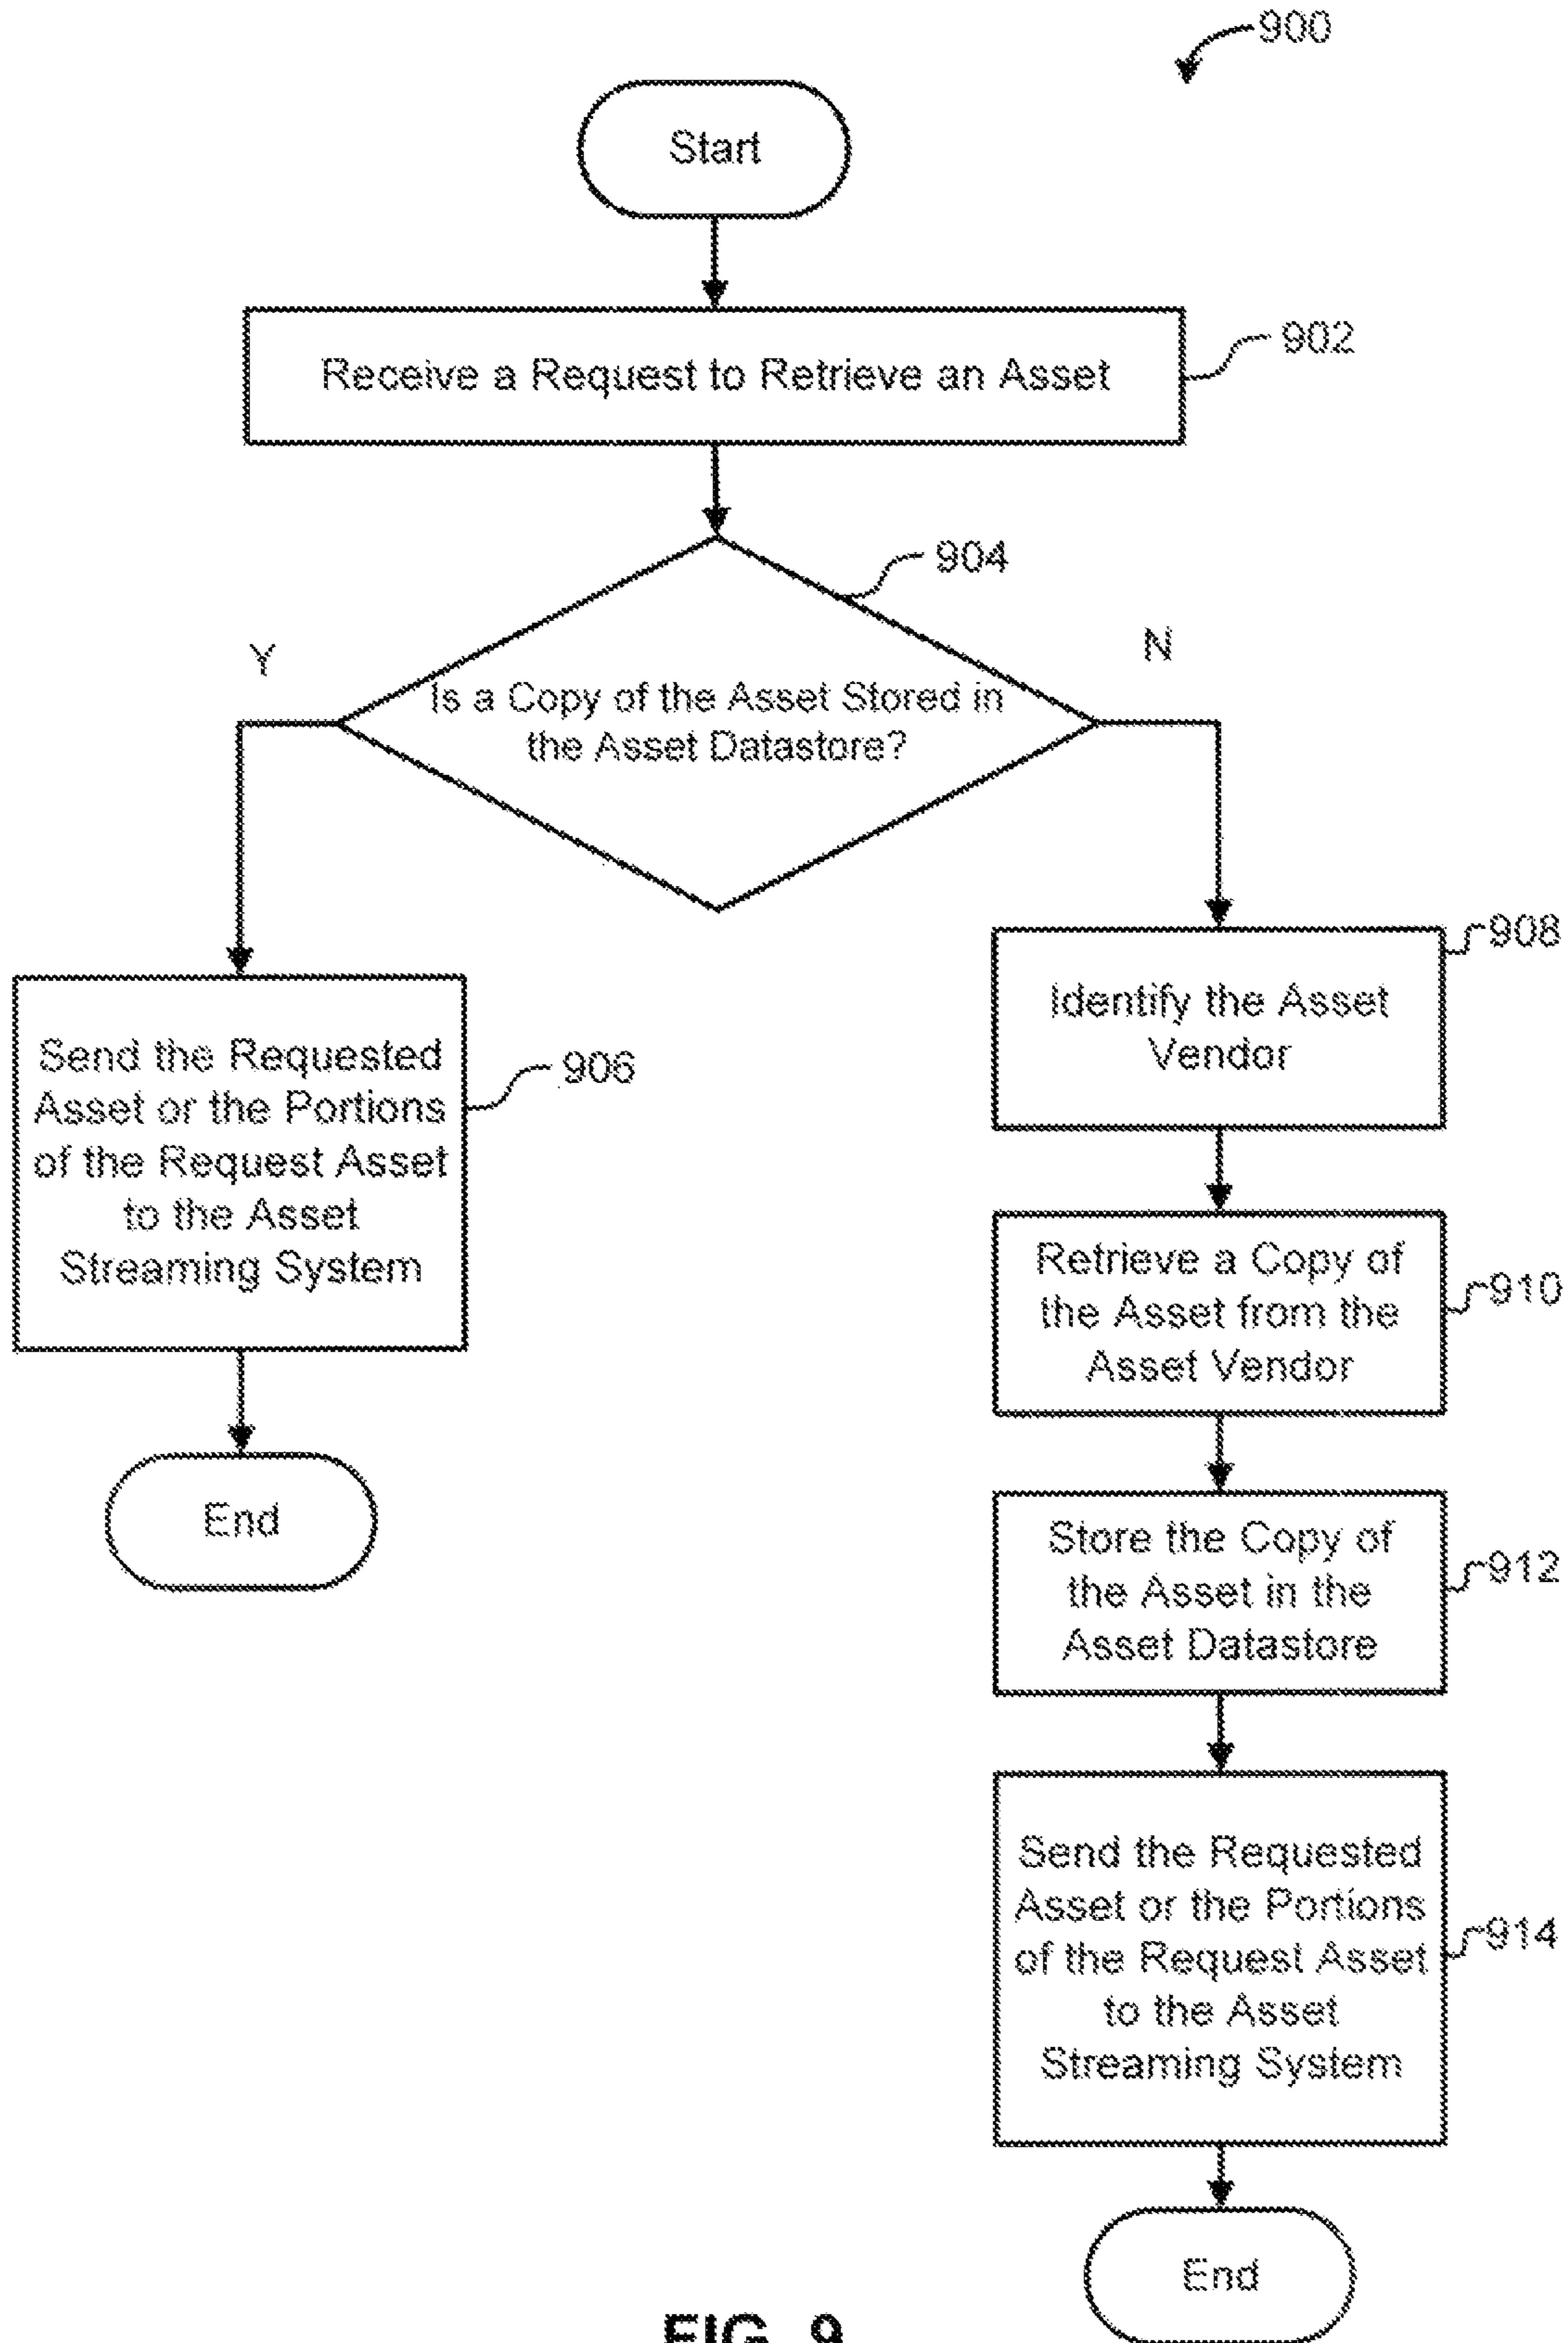 900
Start
Receive a Request to Retrieve an Asset
902
904
Y
N
Is a Copy of the Asset Stored in
the Asset Datastore?
Send the Requested
Asset or the Portions
of the Request Asset
to the Asset
Streaming System
906
End
Identify the Asset
Vendor
908
Retrieve a Copy of
the Asset from the
Asset Vendor
910
Store the Copy of
the Asset in the
Asset Datastore
912
Send the Requested
Asset or the Portions
of the Request Asset
to the Asset
Streaming System
914
End
FIG. 9